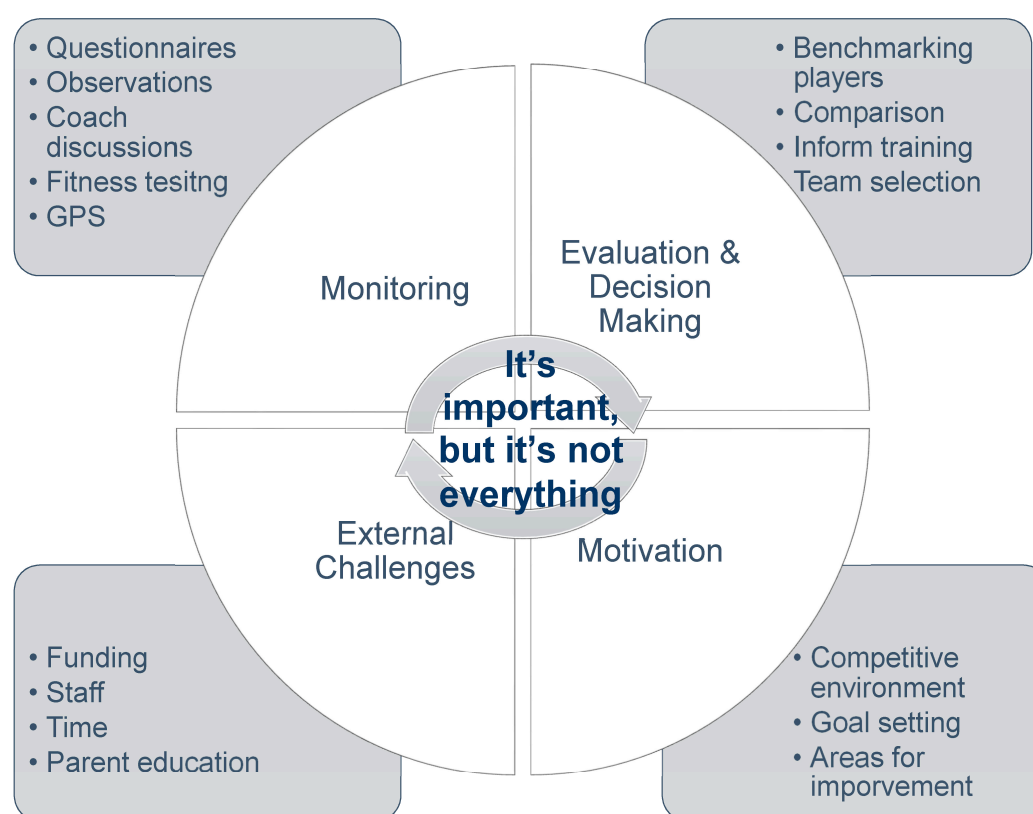 • Questionnaires
• Observations
• Coach
discussions
• Fitness tesitng
• GPS
• Benchmarking
players
• Comparison
• Inform training
Team selection
Monitoring
Evaluation &
Decision
Making
It's
important,
but it's not
everything
External
Challenges
Motivation
• Funding
• Staff
• Time
• Parent education
• Competitive
environment
• Goal setting
• Areas for
imporvement